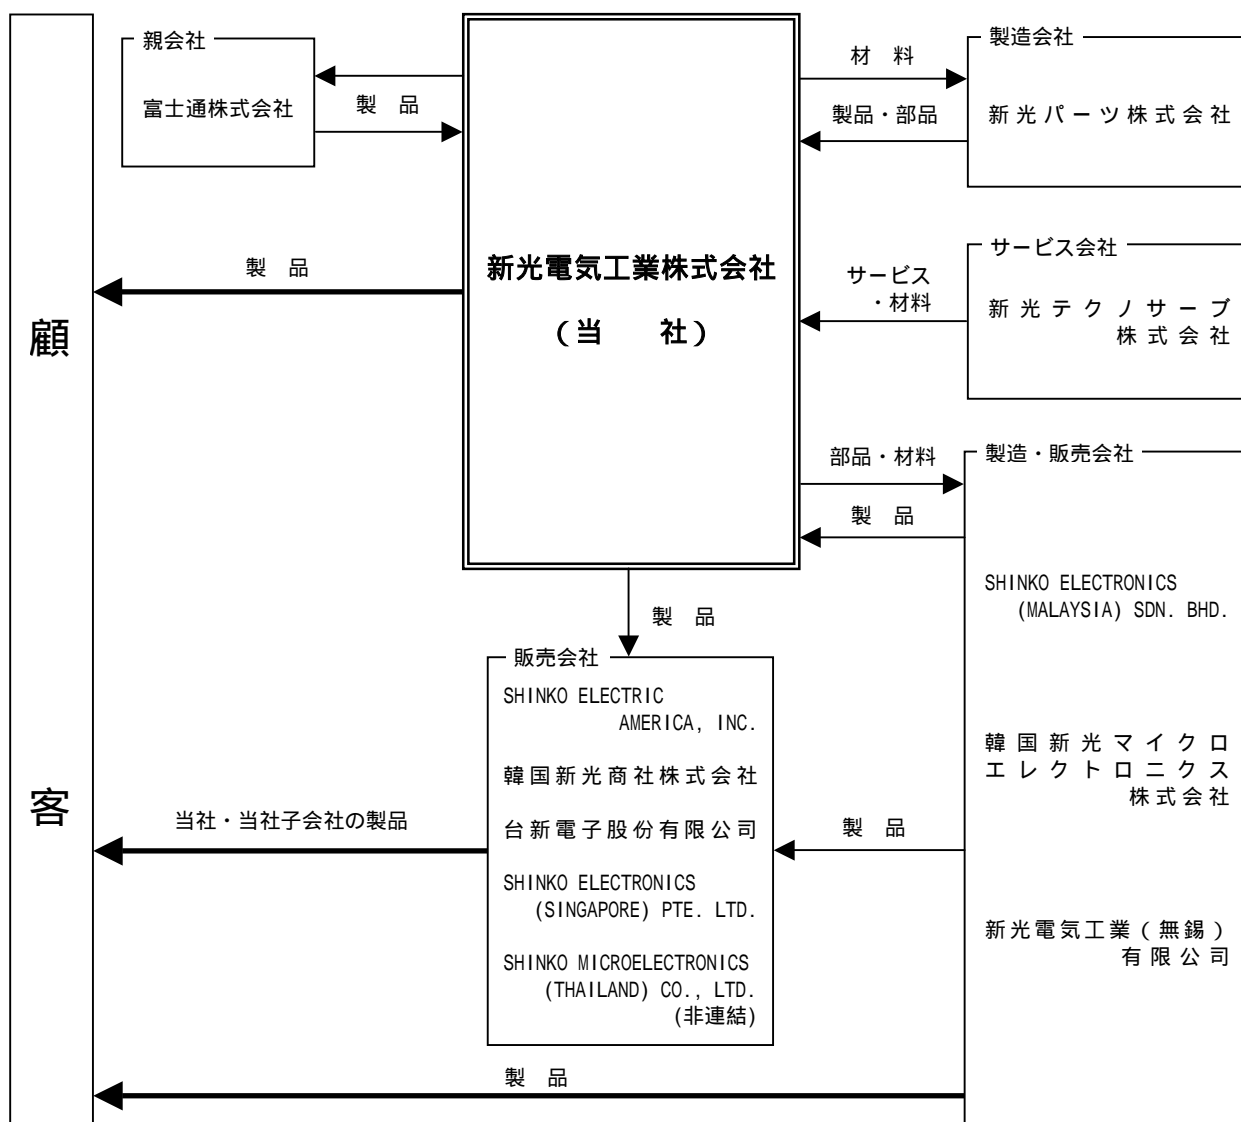 顧
客
親会社
富士通株式会社
製 品
製 品
新光電気工業株式会社
（当 社）
材 料
製品・部品
サービス
・材料
部品・材料
製 品
製造会社
新光パーツ株式会社
サービス会社
新光テクノサーブ
株式会社
製造・販売会社
SHINKO ELECTRONICS
(MALAYSIA) SDN. BHD.
韓国新光マイクロ
エレクトロニクス
株式会社
新光電気工業（無錫）
有限公司
製 品
販売会社
SHINKO ELECTRIC
AMERICA, INC.
韓国新光商社株式会社
台新電子股份有限公司
SHINKO ELECTRONICS
(SINGAPORE) PTE. LTD.
SHINKO MICROELECTRONICS
(THAILAND) CO., LTD.
(非連結)
当社・当社子会社の製品
製 品
製 品